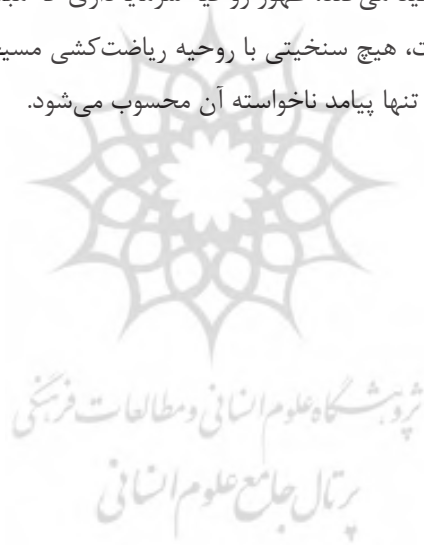 ت، هیچ سنخیتی با روحیه ریاضت‌کشی مسیح
تنها پیامد ناخواسته آن محسوب می‌شود.
پژوهشگاه علوم انسانی و مطالعات فرهنگی
پرتال جامع علوم انسانی